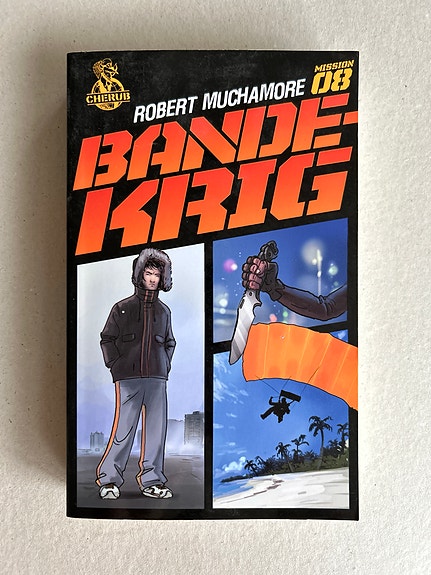 CHERUB
MISSION
08
ROBERT MUCHAMORE
BANDE-
KRIG